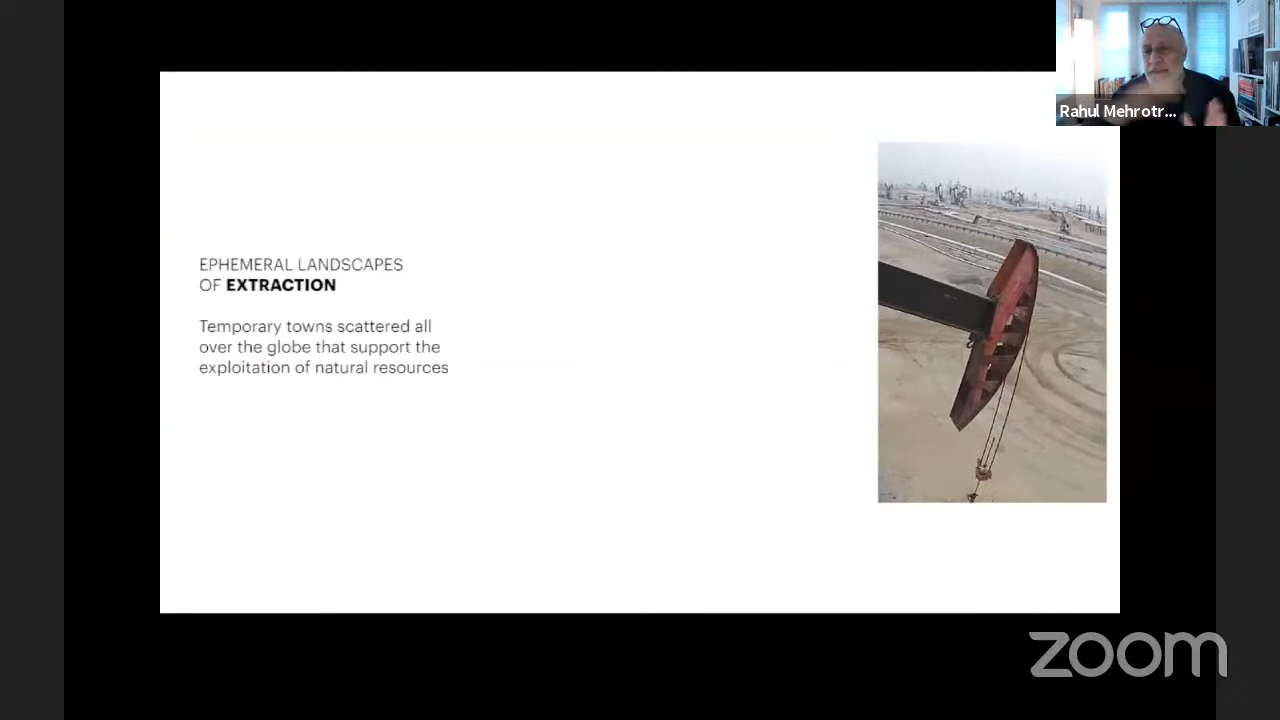 Rahul Mehrotr...
EPHEMERAL LANDSCAPES
OF EXTRACTION
Temporary towns scattered all
over the globe that support the
exploitation of natural resources
zoom